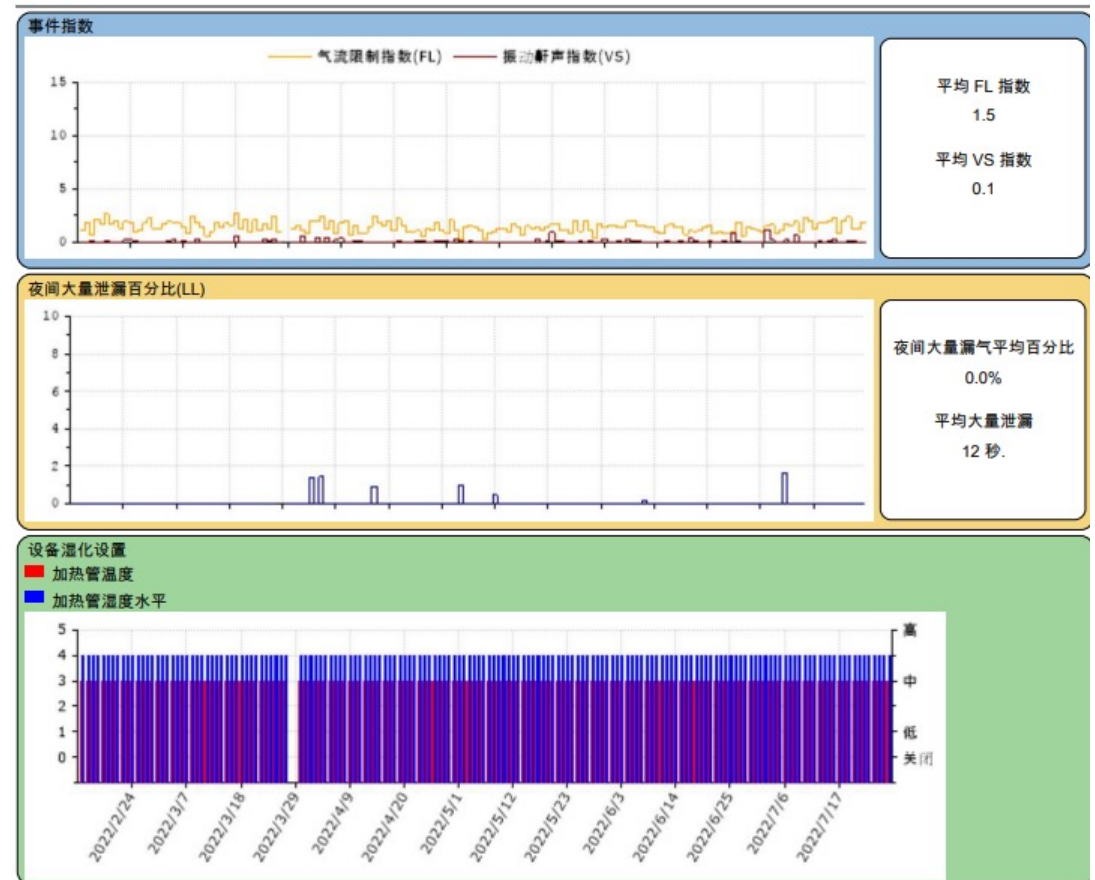 事件指数
气流限制指数(FL) 振动鼾声指数(VS)
15
10
5
0
平均 FL 指数
1.5
平均 VS 指数
0.1
夜间大量泄漏百分比(LL)
10
8
6
4
2
0
夜间大量漏气平均百分比
0.0%
平均大量泄漏
12 秒.
设备湿化设置
加热管温度
加热管湿度水平
5 高
4
3 中
2
1 低
0 关闭
2022/2/24 2022/3/7 2022/3/18 2022/3/29 2022/4/9 2022/4/20 2022/5/1 2022/5/12 2022/5/23 2022/6/3 2022/6/14 2022/6/25 2022/7/6 2022/7/17